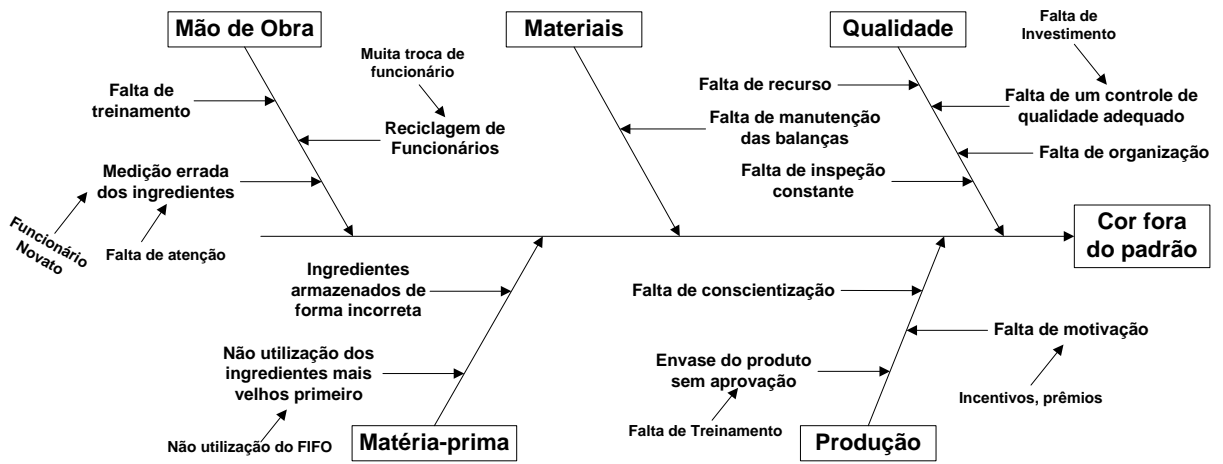 Mão de Obra
Materiais
Qualidade
Falta de
Investimento
Muita troca de
funcionário
Falta de
treinamento
Reciclagem de
Funcionários
Medição errada
dos ingredientes
Funcionário
Novato
Falta de atenção
Falta de manutenção
das balanças
Falta de recurso
Falta de um controle de
qualidade adequado
Falta de organização
Falta de inspeção
constante
Cor fora
do padrão
Ingredientes
armazenados de
forma incorreta
Não utilização dos
ingredientes mais
velhos primeiro
Não utilização do FIFO
Matéria-prima
Falta de conscientização
Falta de motivação
Incentivos, prêmios
Envase do produto
sem aprovação
Falta de Treinamento
Produção